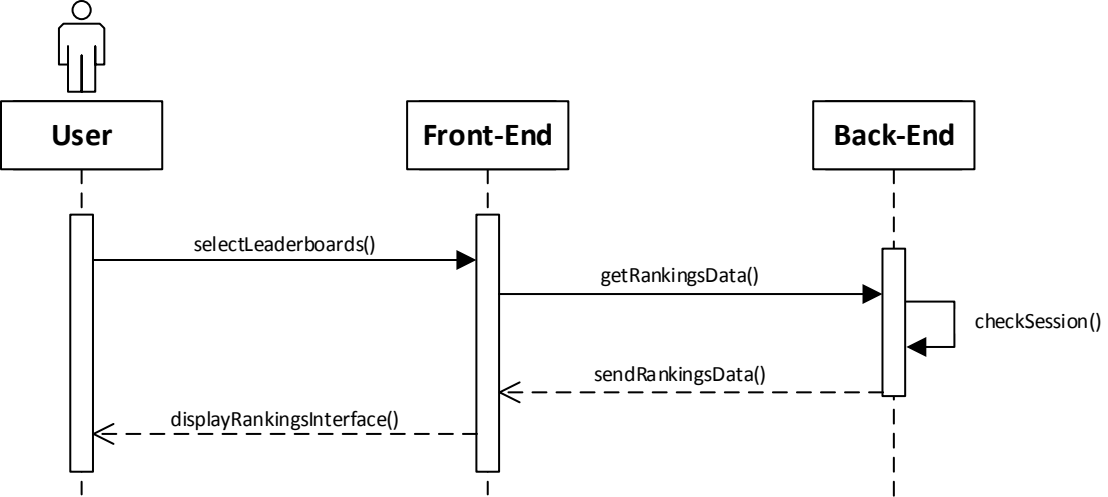 User
Front-End
Back-End
selectLeaderboards()
getRankingsData()
checkSession()
sendRankingsData()
displayRankingsInterface()